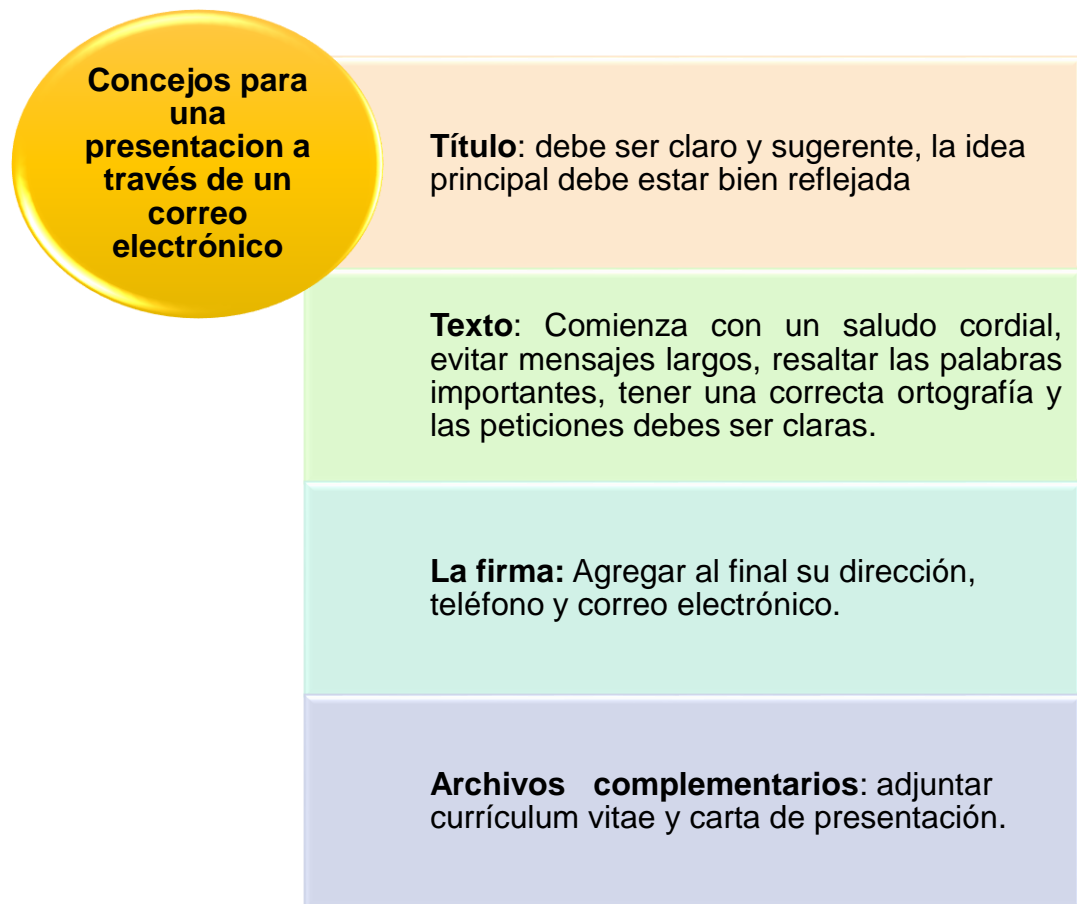 Concejos para
una
presentacion a
través de un
correo
electrónico
Título: debe ser claro y sugerente, la idea
principal debe estar bien reflejada
Texto: Comienza con un saludo cordial,
evitar mensajes largos, resaltar las palabras
importantes, tener una correcta ortografía y
las peticiones debes ser claras.
La firma: Agregar al final su dirección,
teléfono y correo electrónico.
Archivos complementarios: adjuntar
currículum vitae y carta de presentación.